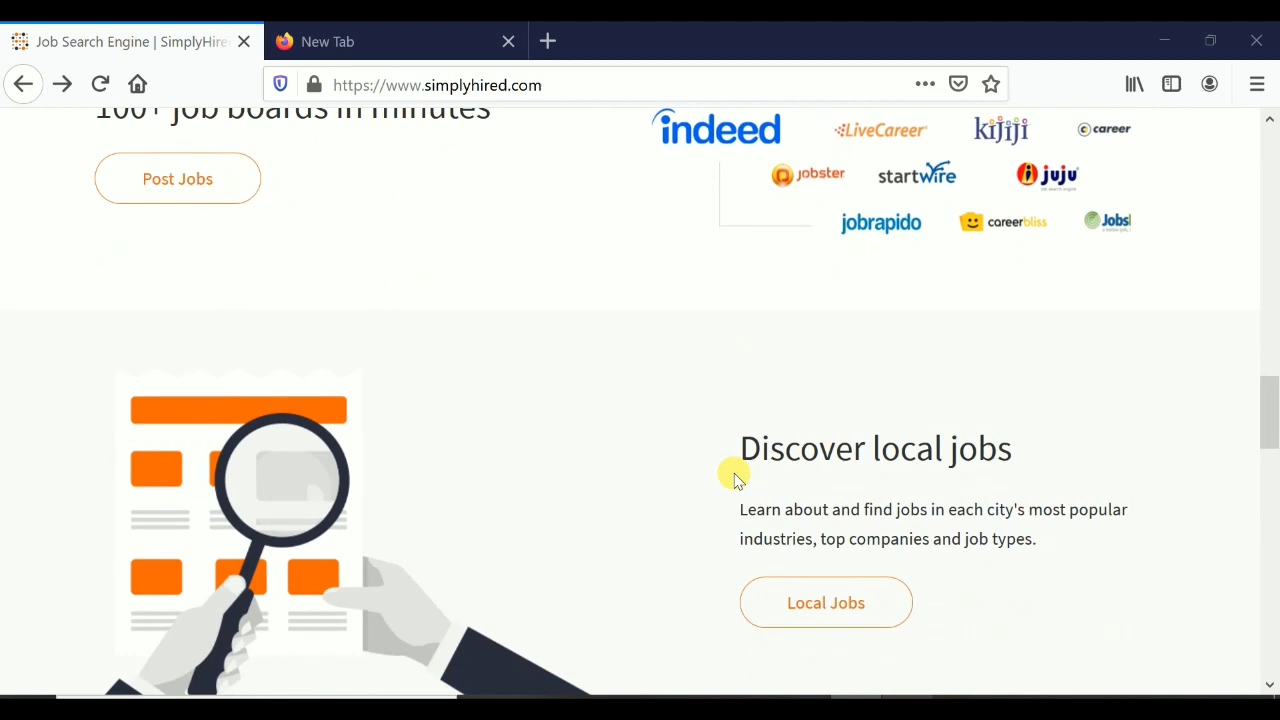 Job Search Engine | SimplyHire
New Tab
https://www.simplyhired.com
100+ job boards in minutes
Post Jobs
indeed LiveCareer kijiji career
jobster startwire juju
jobrapido careerbliss Jobs
Discover local jobs
Learn about and find jobs in each city's most popular
industries, top companies and job types.
Local Jobs